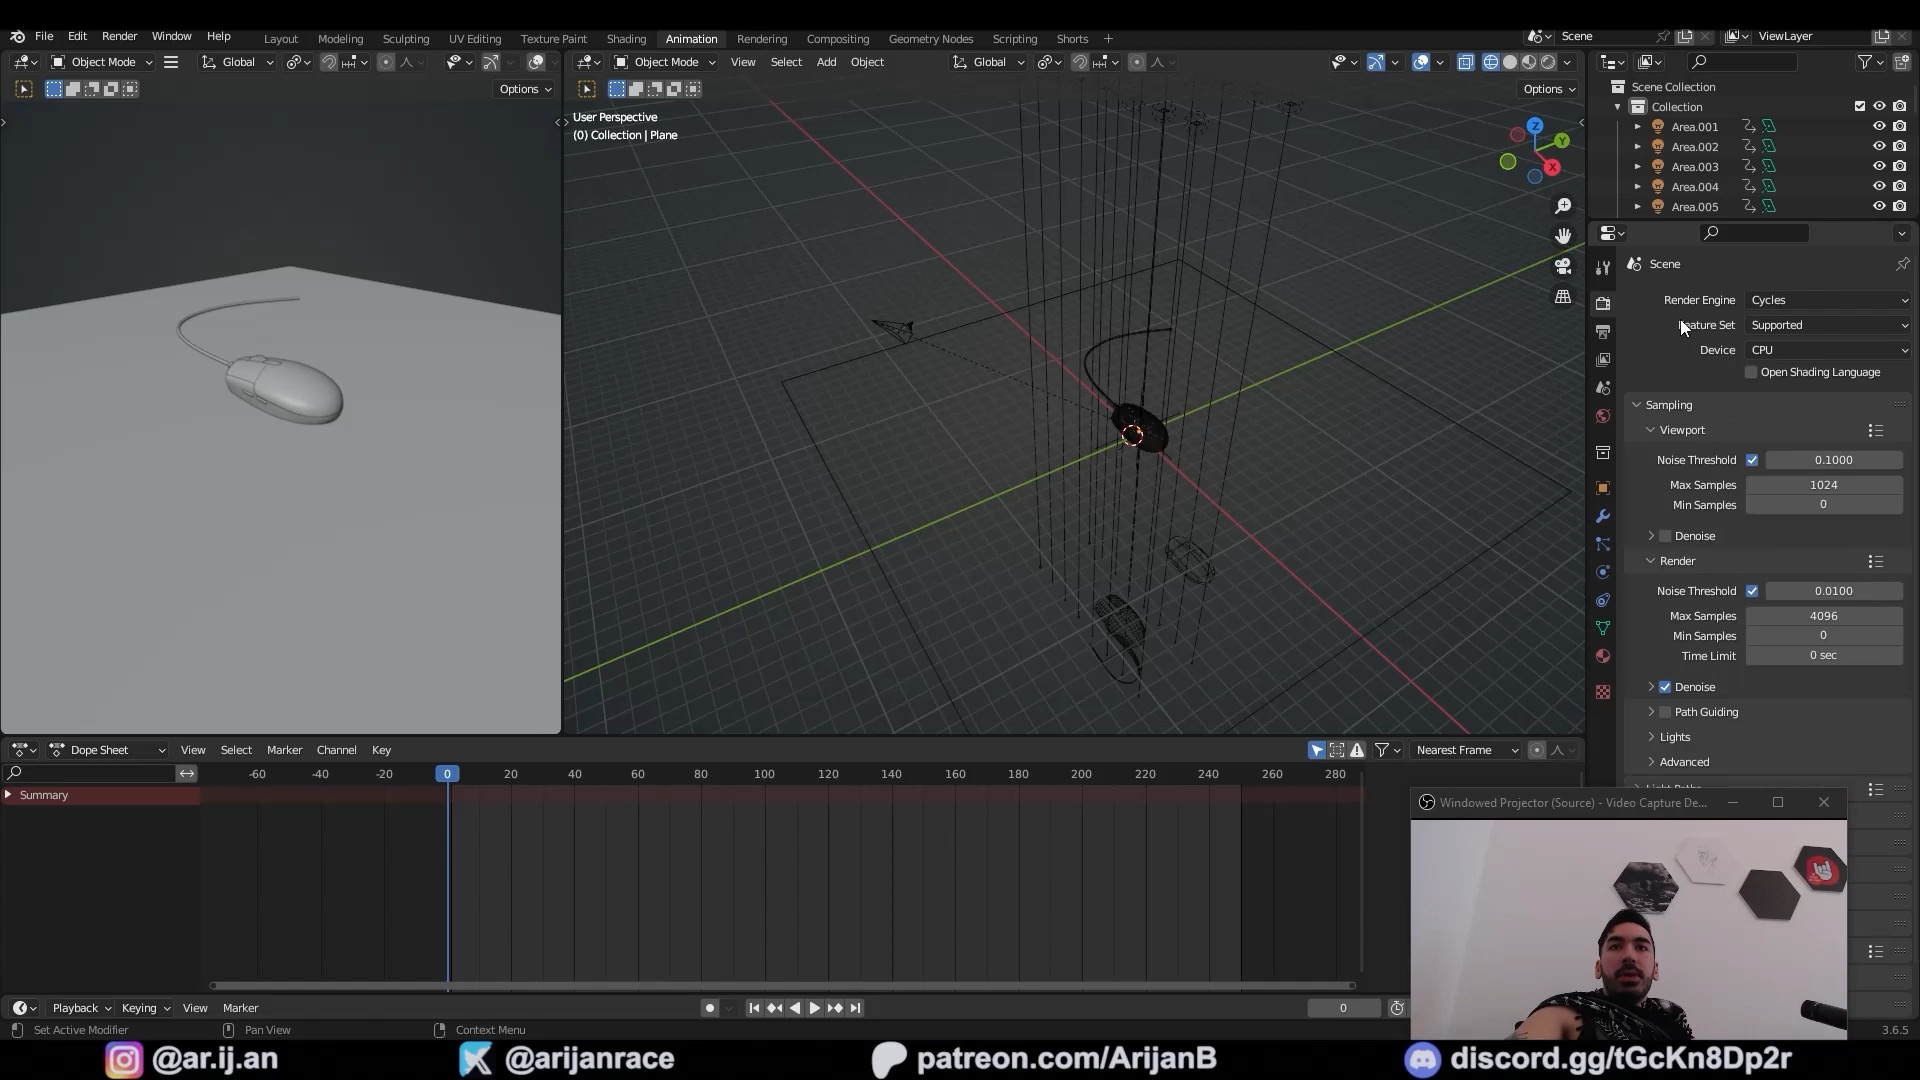 File Edit Render Window Help Layout Modeling Sculpting UV Editing Texture Paint Shading Animation Rendering Compositing Geometry Nodes Scripting Shorts + Scene ViewLayer
Object Mode Global Object Mode View Select Add Object Global
Options Options
User Perspective
(0) Collection | Plane
Z
Y
X
Scene Collection
Collection
Area.001
Area.002
Area.003
Area.004
Area.005
Scene
Render Engine Cycles
Feature Set Supported
Device CPU
Open Shading Language
Sampling
Viewport
Noise Threshold 0.1000
Max Samples 1024
Min Samples 0
Denoise
Render
Noise Threshold 0.0100
Max Samples 4096
Min Samples 0
Time Limit 0 sec
Denoise
Path Guiding
Lights
Advanced
Dope Sheet View Select Marker Channel Key Nearest Frame
-60 -40 -20 0 20 40 60 80 100 120 140 160 180 200 220 240 260 280
Summary
Windowed Projector (Source) - Video Capture De...
Playback Keying View Marker 0
Set Active Modifier Pan View Context Menu 3.6.5
@ar.ij.an @arijanrace patreon.com/ArijanB discord.gg/tGcKn8Dp2r